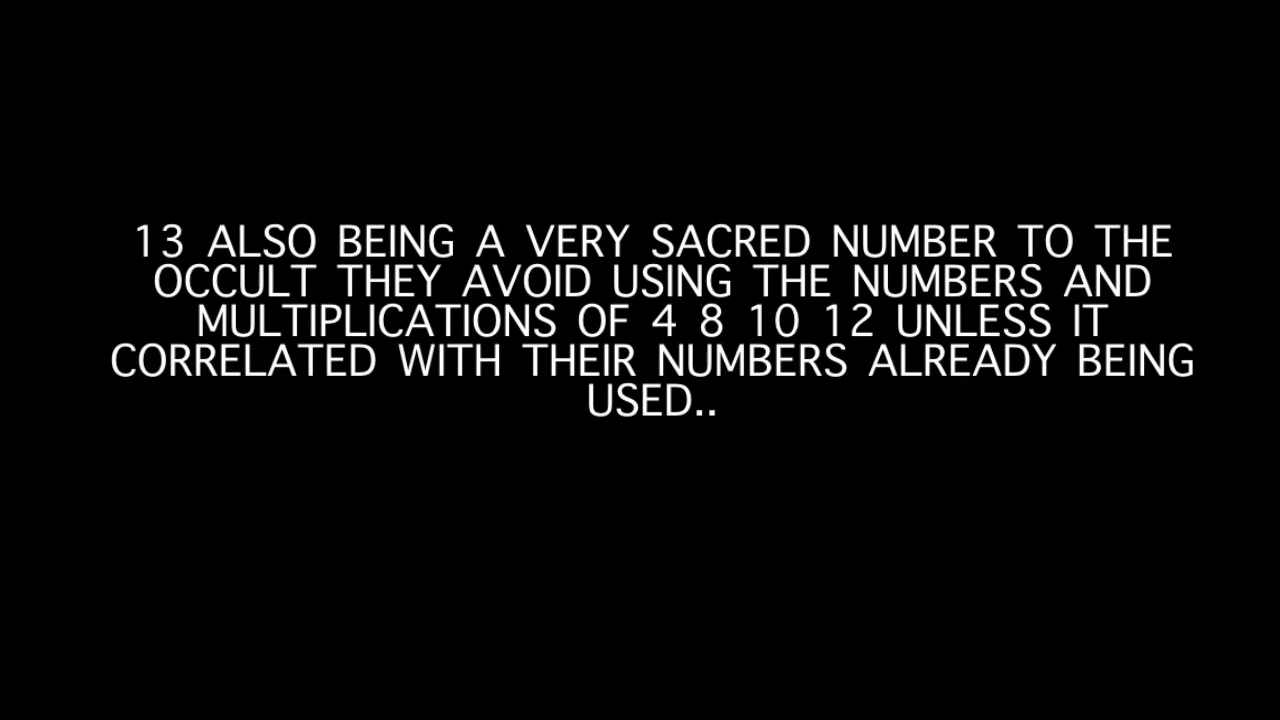 13 ALSO BEING A VERY SACRED NUMBER TO THE
OCCULT THEY AVOID USING THE NUMBERS AND
MULTIPLICATIONS OF 4 8 10 12 UNLESS IT
CORRELATED WITH THEIR NUMBERS ALREADY BEING
USED..